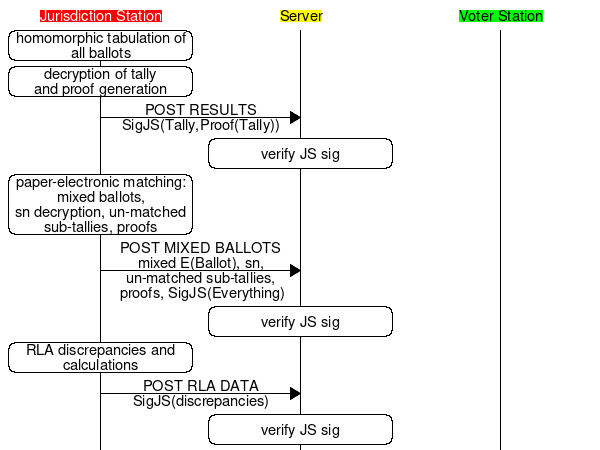 Jurisdiction Station
Server
Voter Station
homomorphic tabulation of
all ballots
decryption of tally
and proof generation
POST RESULTS
SigJS(Tally,Proof(Tally))
verify JS sig
paper-electronic matching:
mixed ballots,
sn decryption, un-matched
sub-tallies, proofs
POST MIXED BALLOTS
mixed E(Ballot), sn,
un-matched sub-tallies,
proofs, SigJS(Everything)
verify JS sig
RLA discrepancies and
calculations
POST RLA DATA
SigJS(discrepancies)
verify JS sig